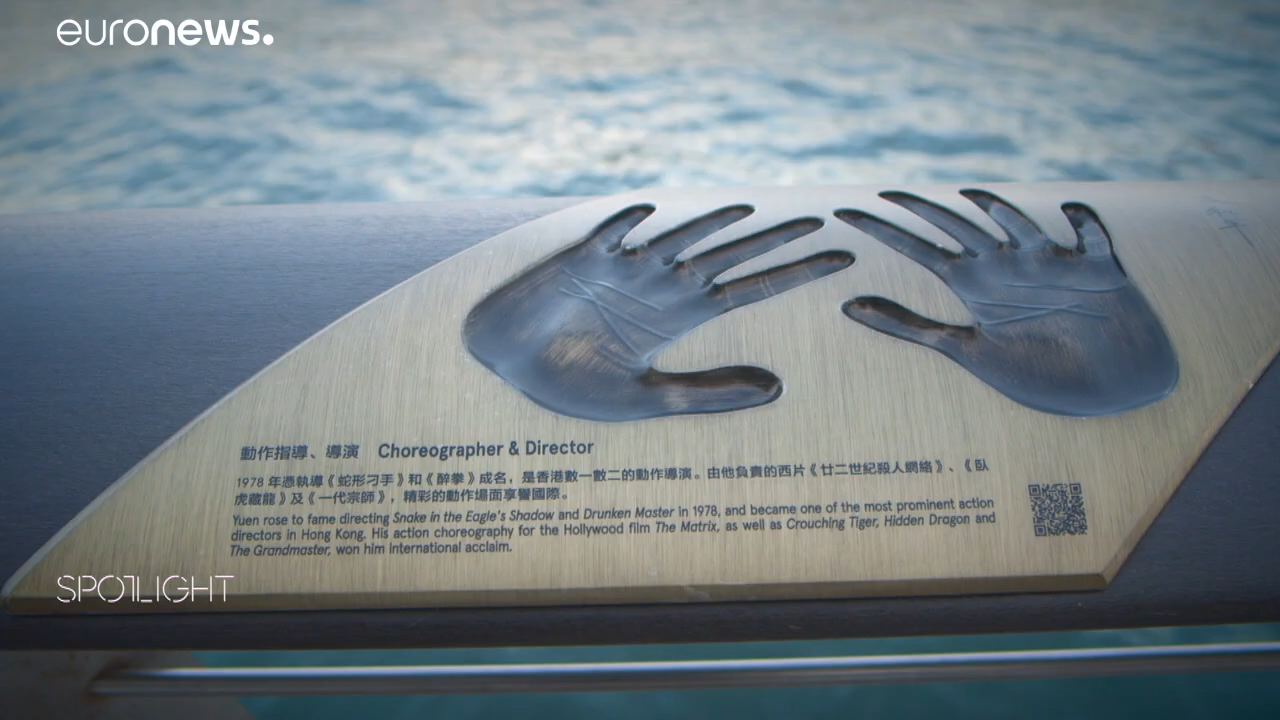 euronews.
動作指導、導演 Choreographer & Director
1978 年憑執導《蛇形刁手》和《醉拳》成名，是香港數一數二的動作導演。由他負責的西片《廿二世紀殺人網絡》、《臥
虎藏龍》及《一代宗師》，精彩的動作場面享譽國際。
Yuen rose to fame directing Snake in the Eagle's Shadow and Drunken Master in 1978, and became one of the most prominent action
directors in Hong Kong. His action choreography for the Hollywood film The Matrix, as well as Crouching Tiger, Hidden Dragon and
The Grandmaster, won him international acclaim.
SPOTLIGHT